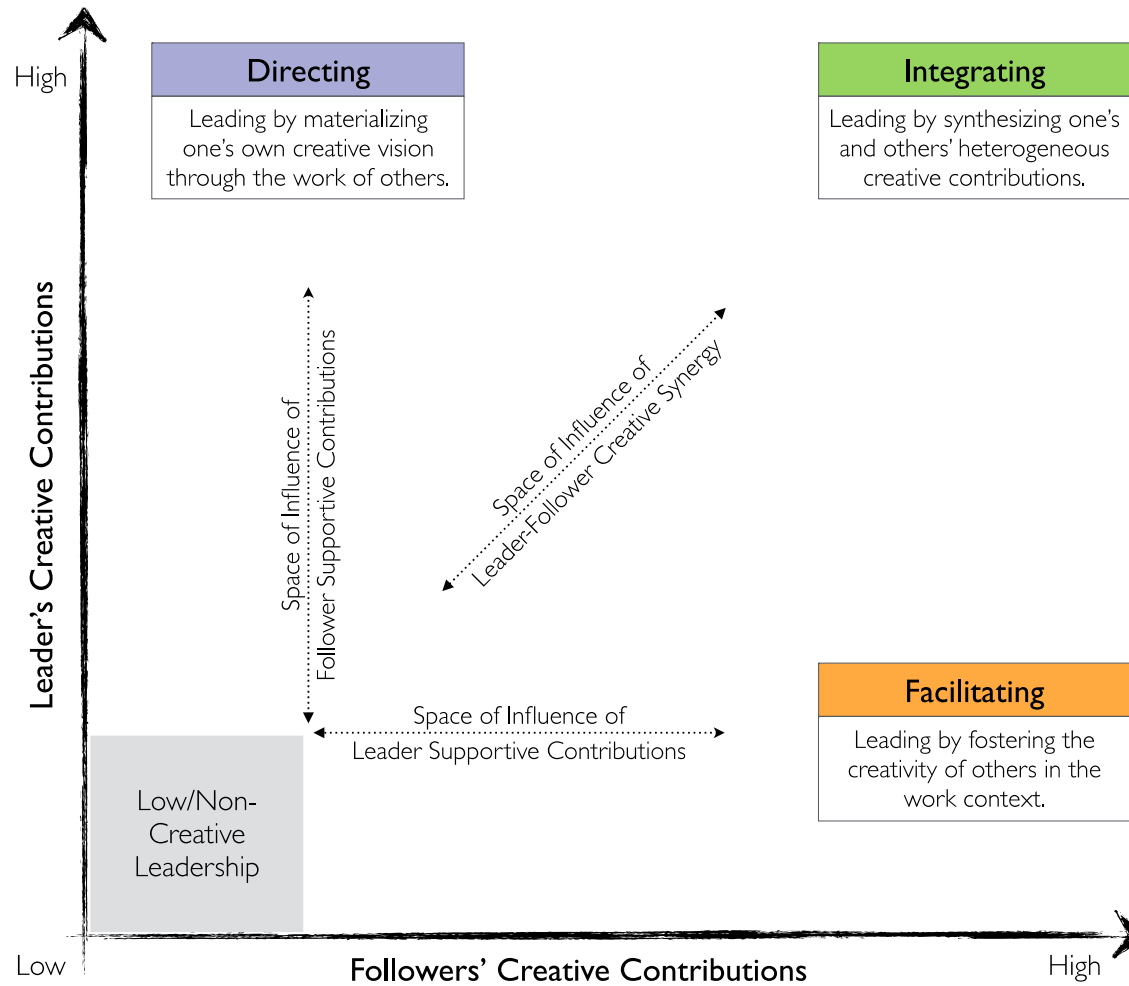 High
Directing
Leading by materializing
one's own creative vision
through the work of others.
Integrating
Leading by synthesizing one's
and others' heterogeneous
creative contributions.
Leader's Creative Contributions
Space of Influence of
Follower Supportive Contributions
Space of Influence of
Leader-Follower Creative Synergy
Space of Influence of
Leader Supportive Contributions
Facilitating
Leading by fostering the
creativity of others in the
work context.
Low/Non-
Creative
Leadership
Low
Followers' Creative Contributions
High